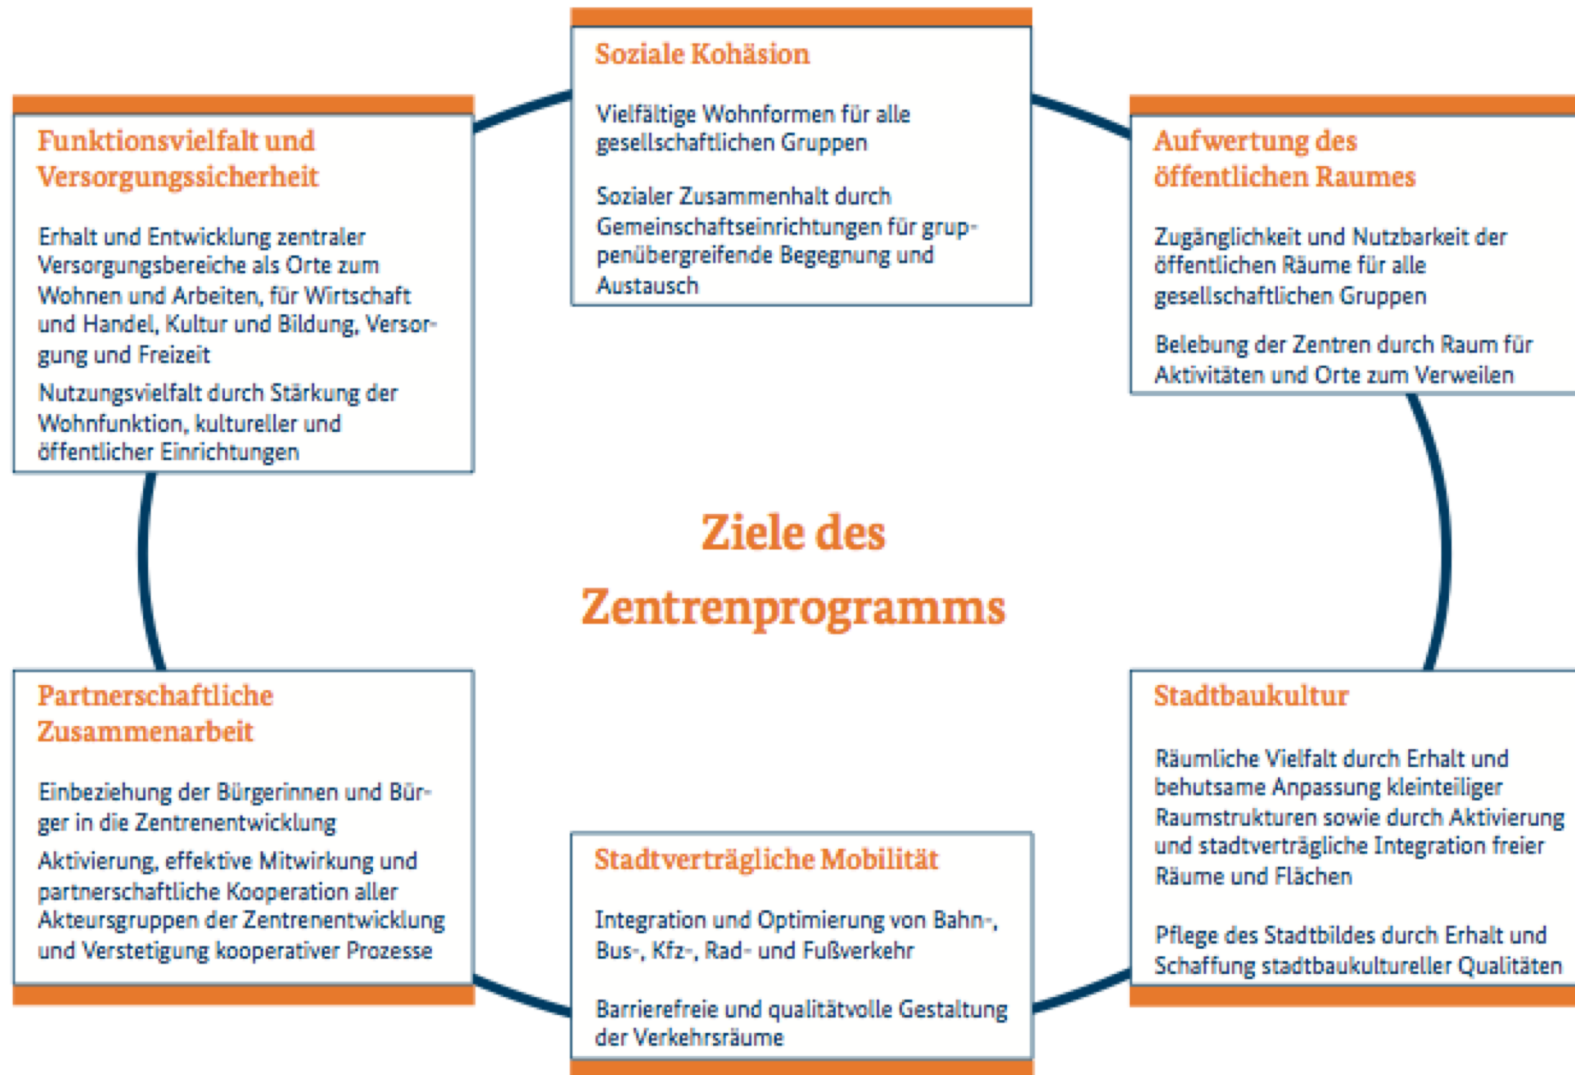 Soziale Kohäsion
Vielfältige Wohnformen für alle
gesellschaftlichen Gruppen
Sozialer Zusammenhalt durch
Gemeinschaftseinrichtungen für grup-
penübergreifende Begegnung und
Austausch
Funktionsvielfalt und
Versorgungssicherheit
Erhalt und Entwicklung zentraler
Versorgungsbereiche als Orte zum
Wohnen und Arbeiten, für Wirtschaft
und Handel, Kultur und Bildung, Versor-
gung und Freizeit
Nutzungsvielfalt durch Stärkung der
Wohnfunktion, kultureller und
öffentlicher Einrichtungen
Aufwertung des
öffentlichen Raumes
Zugänglichkeit und Nutzbarkeit der
öffentlichen Räume für alle
gesellschaftlichen Gruppen
Belebung der Zentren durch Raum für
Aktivitäten und Orte zum Verweilen
Ziele des
Zentrenprogramms
Partnerschaftliche
Zusammenarbeit
Einbeziehung der Bürgerinnen und Bür-
ger in die Zentrenentwicklung
Aktivierung, effektive Mitwirkung und
partnerschaftliche Kooperation aller
Akteursgruppen der Zentrenentwicklung
und Verstetigung kooperativer Prozesse
Stadtverträgliche Mobilität
Integration und Optimierung von Bahn-,
Bus-, Kfz-, Rad- und Fußverkehr
Barrierefreie und qualitätvolle Gestaltung
der Verkehrsräume
Stadtbaukultur
Räumliche Vielfalt durch Erhalt und
behutsame Anpassung kleinteiliger
Raumstrukturen sowie durch Aktivierung
und stadtverträgliche Integration freier
Räume und Flächen
Pflege des Stadtbildes durch Erhalt und
Schaffung stadtbaukultureller Qualitäten